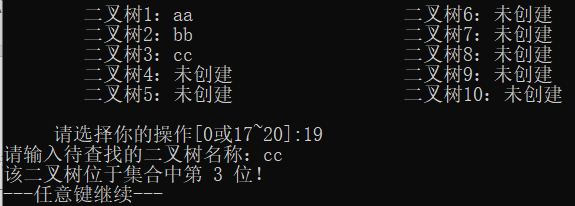 二叉树1：aa 二叉树6：未创建
二叉树2：bb 二叉树7：未创建
二叉树3：cc 二叉树8：未创建
二叉树4：未创建 二叉树9：未创建
二叉树5：未创建 二叉树10：未创建
请选择你的操作[0或17~20]:19
请输入待查找的二叉树名称：cc
该二叉树位于集合中第 3 位！
---任意键继续---